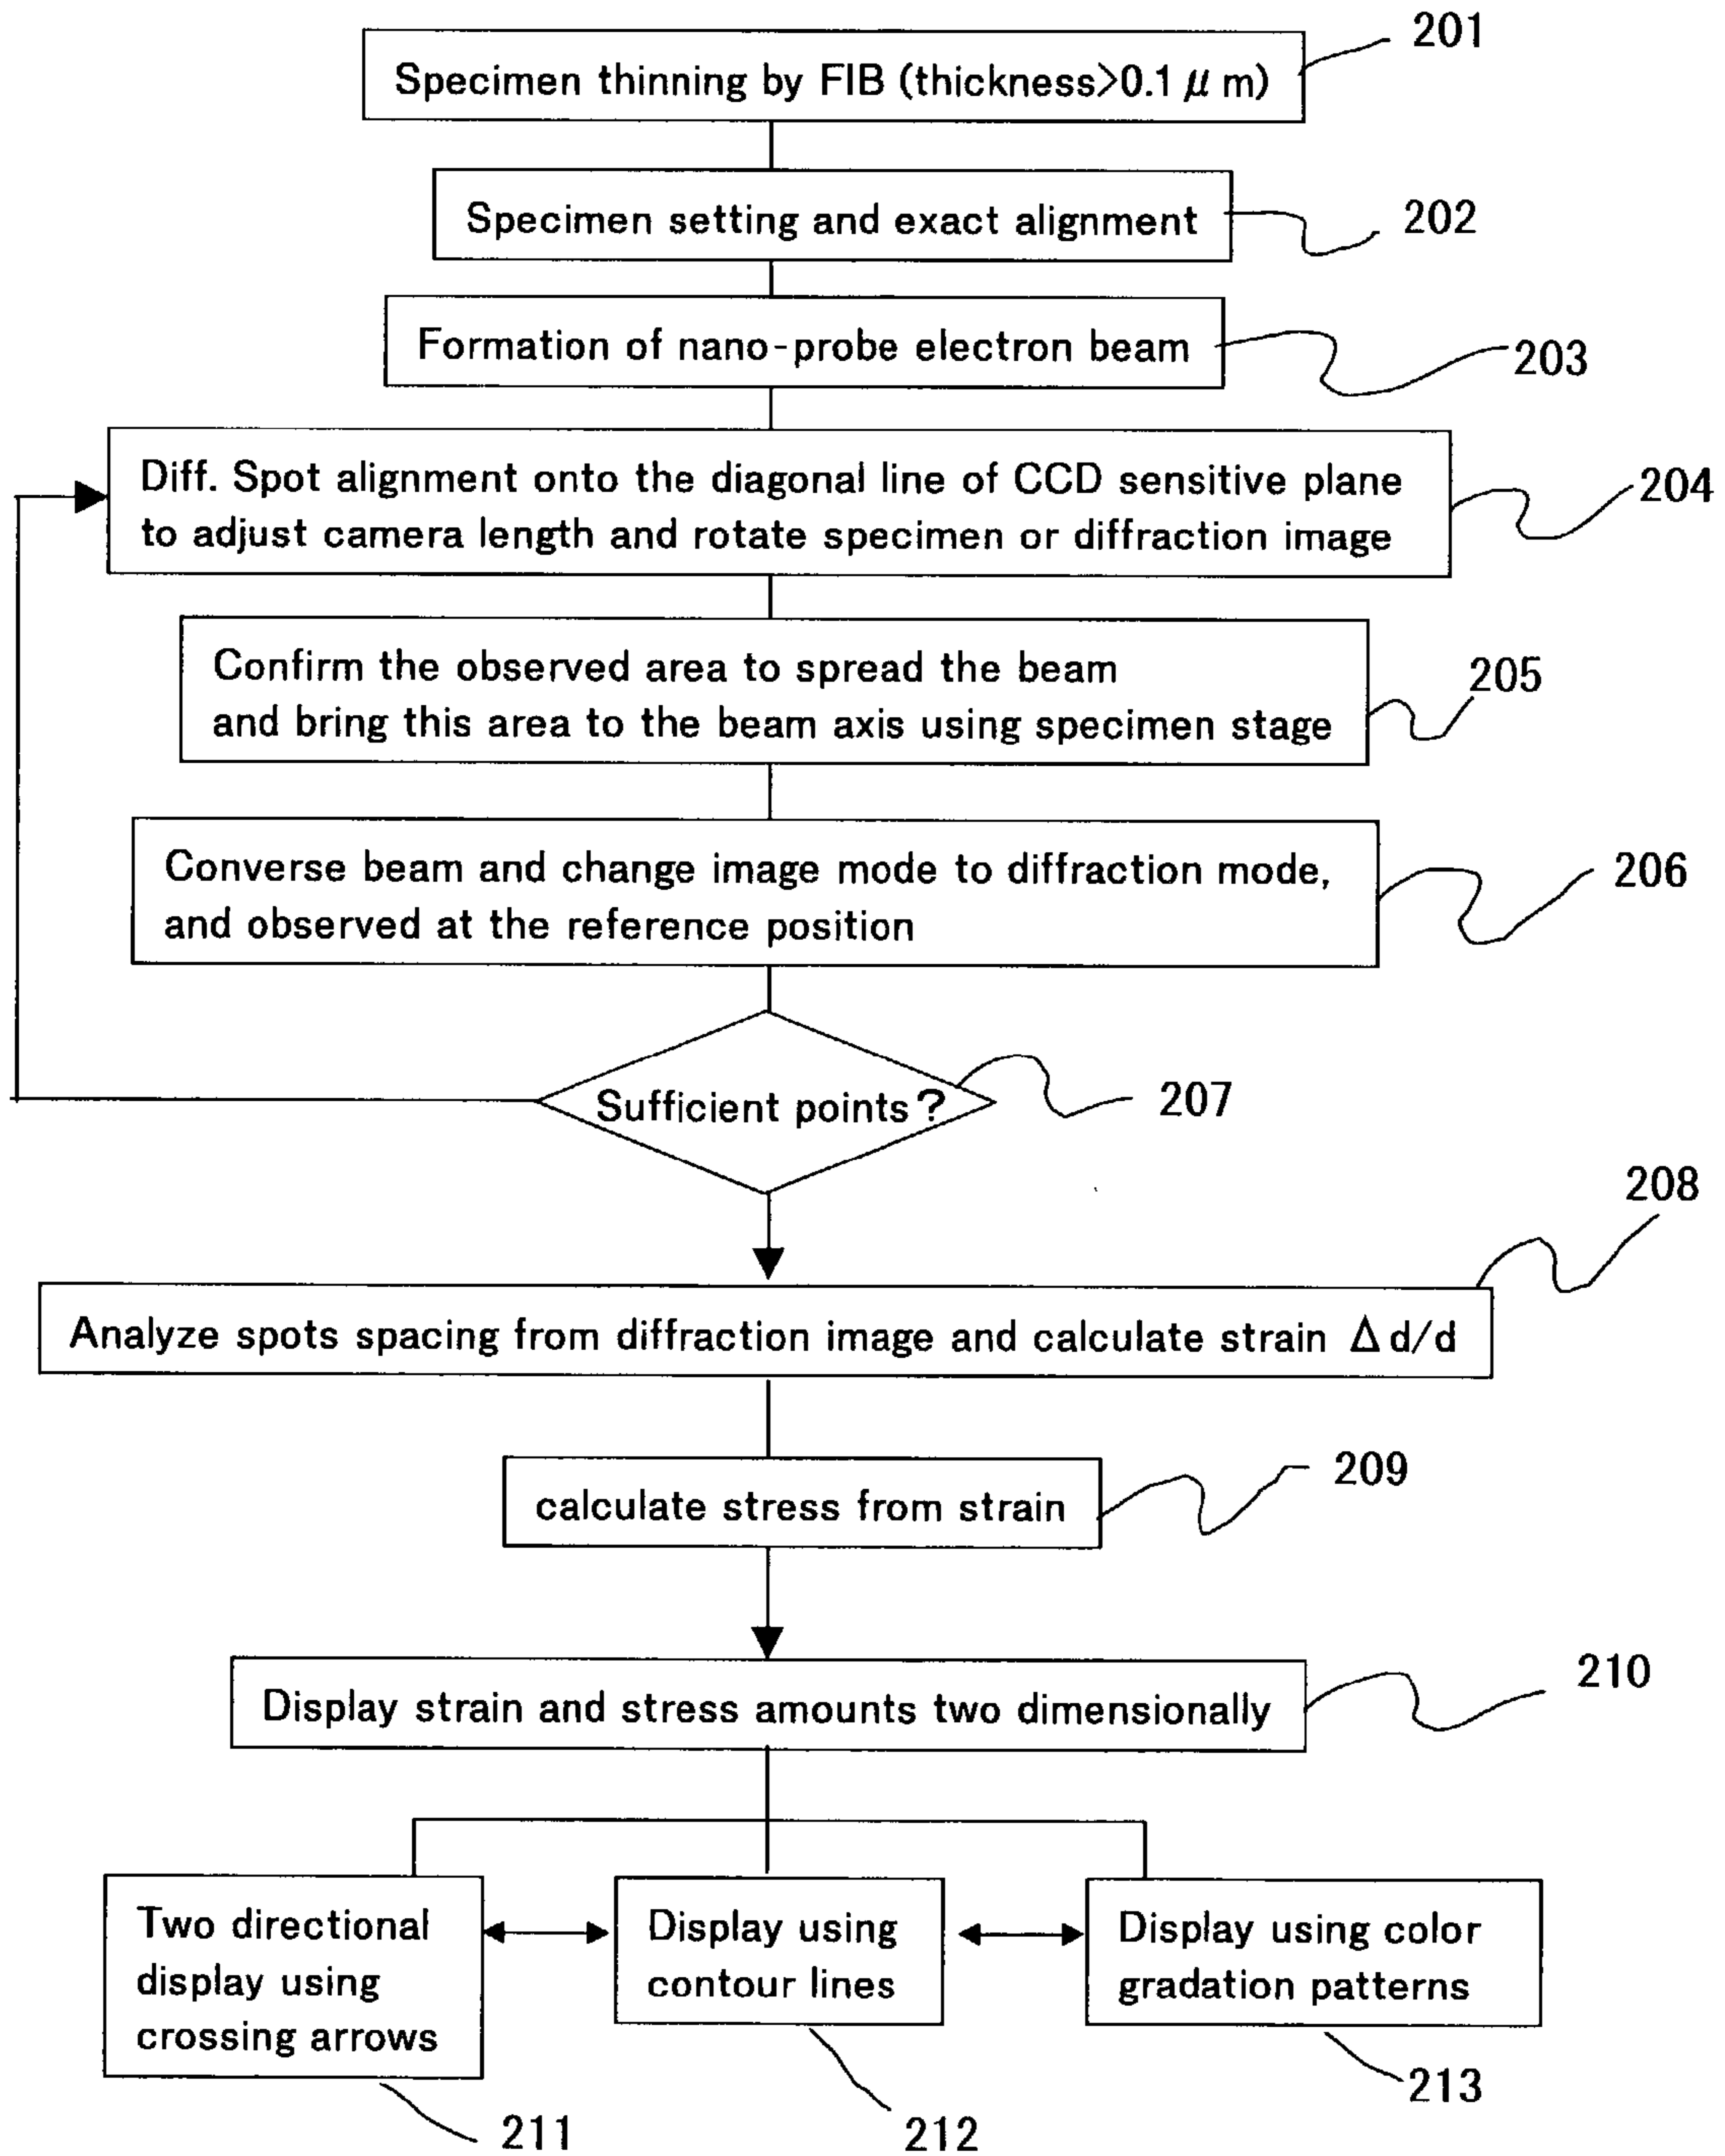 201
Specimen thinning by FIB (thickness>0.1 μ m)
Specimen setting and exact alignment
202
Formation of nano-probe electron beam
203
Diff. Spot alignment onto the diagonal line of CCD sensitive plane
to adjust camera length and rotate specimen or diffraction image
204
Confirm the observed area to spread the beam
and bring this area to the beam axis using specimen stage
205
Converse beam and change image mode to diffraction mode,
and observed at the reference position
206
Sufficient points?
207
208
Analyze spots spacing from diffraction image and calculate strain Δ d/d
calculate stress from strain
209
Display strain and stress amounts two dimensionally
210
Two directional
display using
crossing arrows
Display using
contour lines
Display using color
gradation patterns
211
212
213